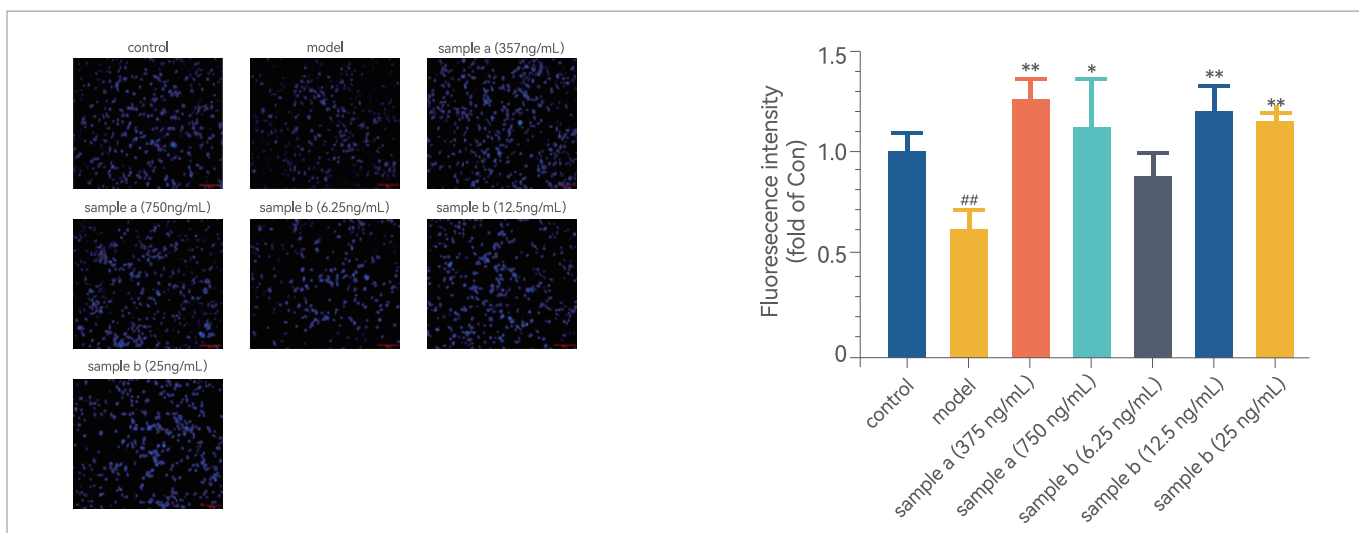 control
model
sample a (357ng/mL)
sample a (750ng/mL)
sample b (6.25ng/mL)
sample b (12.5ng/mL)
sample b (25ng/mL)
Fluoresecence intensity
(fold of Con)
1.5
1.0
0.5
0
##
**
*
**
**
control
model
sample a (375 ng/mL)
sample a (750 ng/mL)
sample b (6.25 ng/mL)
sample b (12.5 ng/mL)
sample b (25 ng/mL)